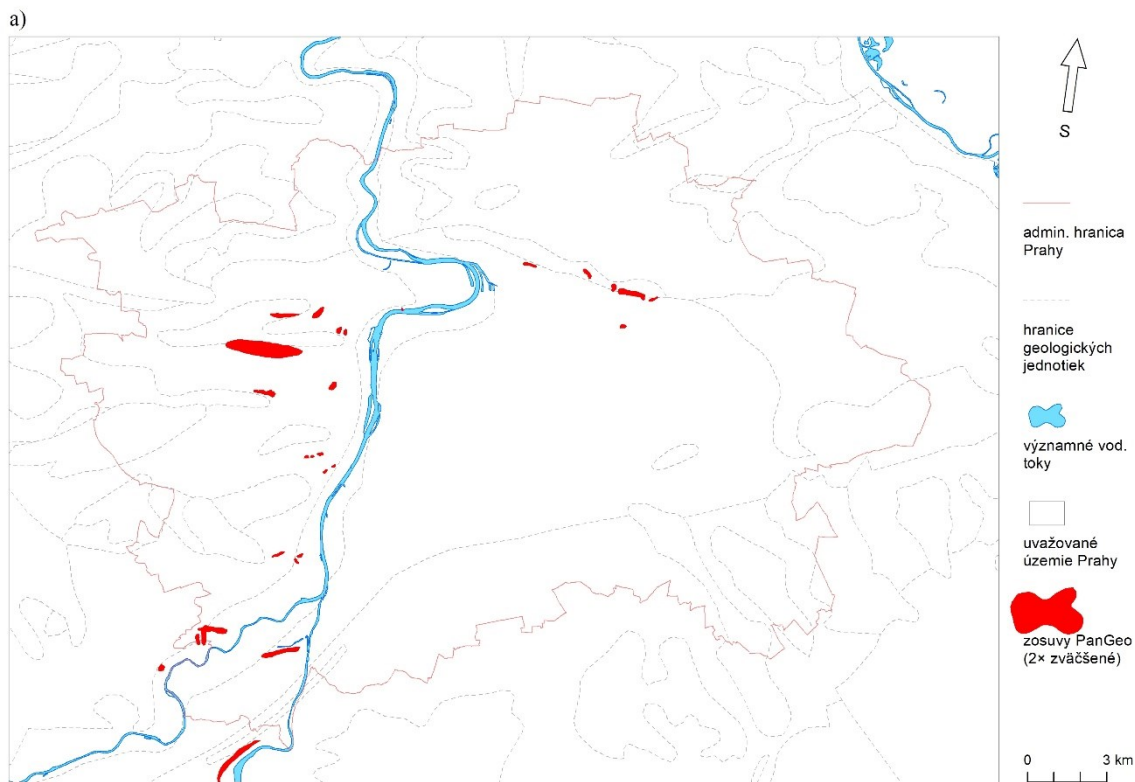 a)
S
admin. hranica
Prahy
hranice
geologických
jednotiek
významné vod.
toky
uvažované
územie Prahy
zosuvy PanGeo
(2× zväčšené)
0 3 km